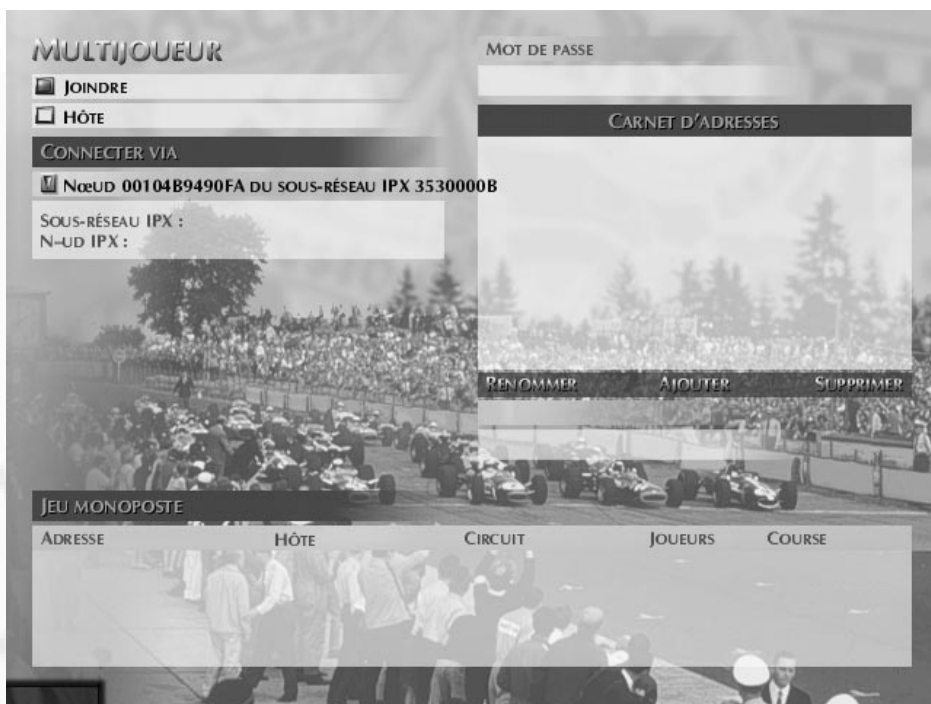 Multijoueur
Joindre
Hôte
Connecter via
Nœud 00104B9490FA du sous-réseau IPX 3530000B
Sous-réseau IPX :
N–ud IPX :
Mot de passe
Carnet d'adresses
Renommer Ajouter Supprimer
Jeu monoposte
Adresse Hôte Circuit Joueurs Course